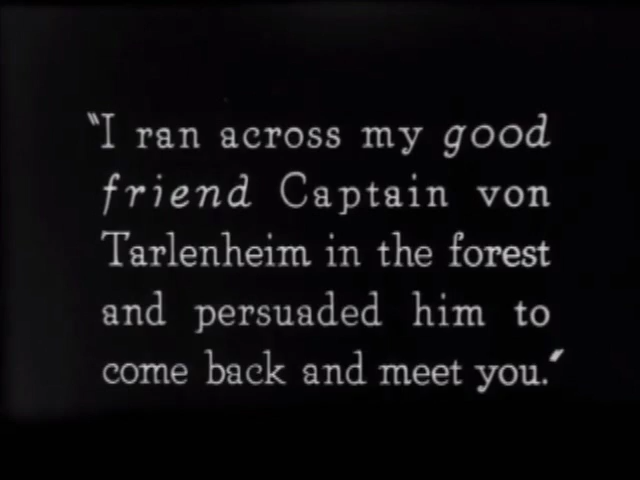 "I ran across my good
friend Captain von
Tarlenheim in the forest
and persuaded him to
come back and meet you."